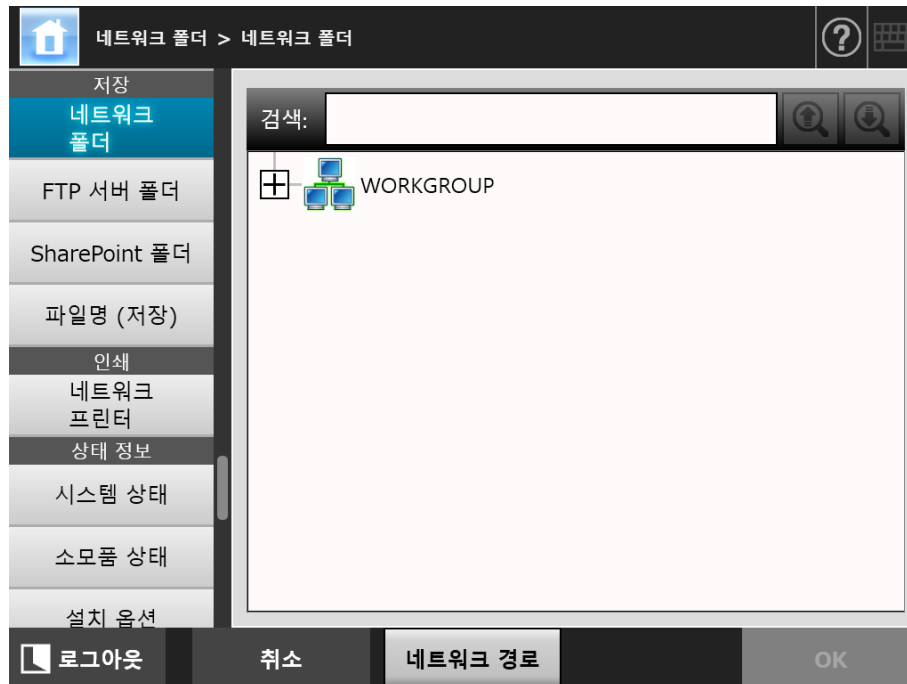 네트워크 폴더 > 네트워크 폴더
저장
네트워크
폴더
FTP 서버 폴더
SharePoint 폴더
파일명 (저장)
인쇄
네트워크
프린터
상태 정보
시스템 상태
소모품 상태
설치 옵션
검색:
WORKGROUP
로그아웃
취소
네트워크 경로
OK